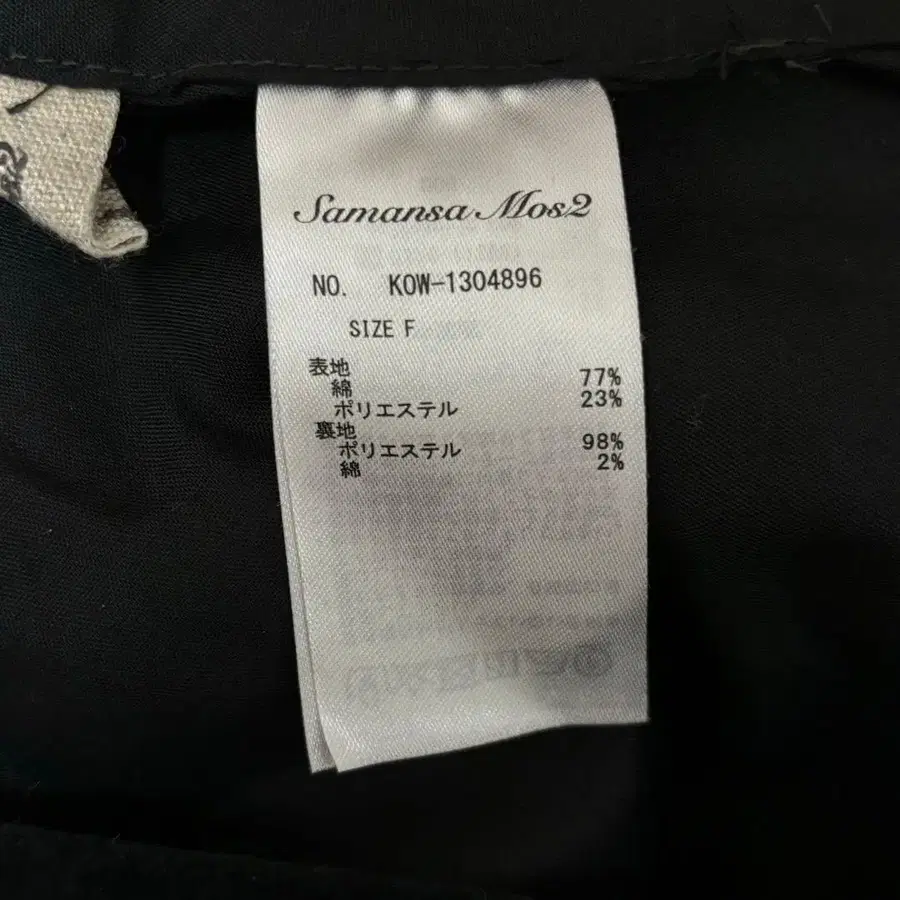 Samansa Mos2
NO. KOW-1304896
SIZE F
表地
綿 77%
ポリエステル 23%
裏地
ポリエステル 98%
綿 2%